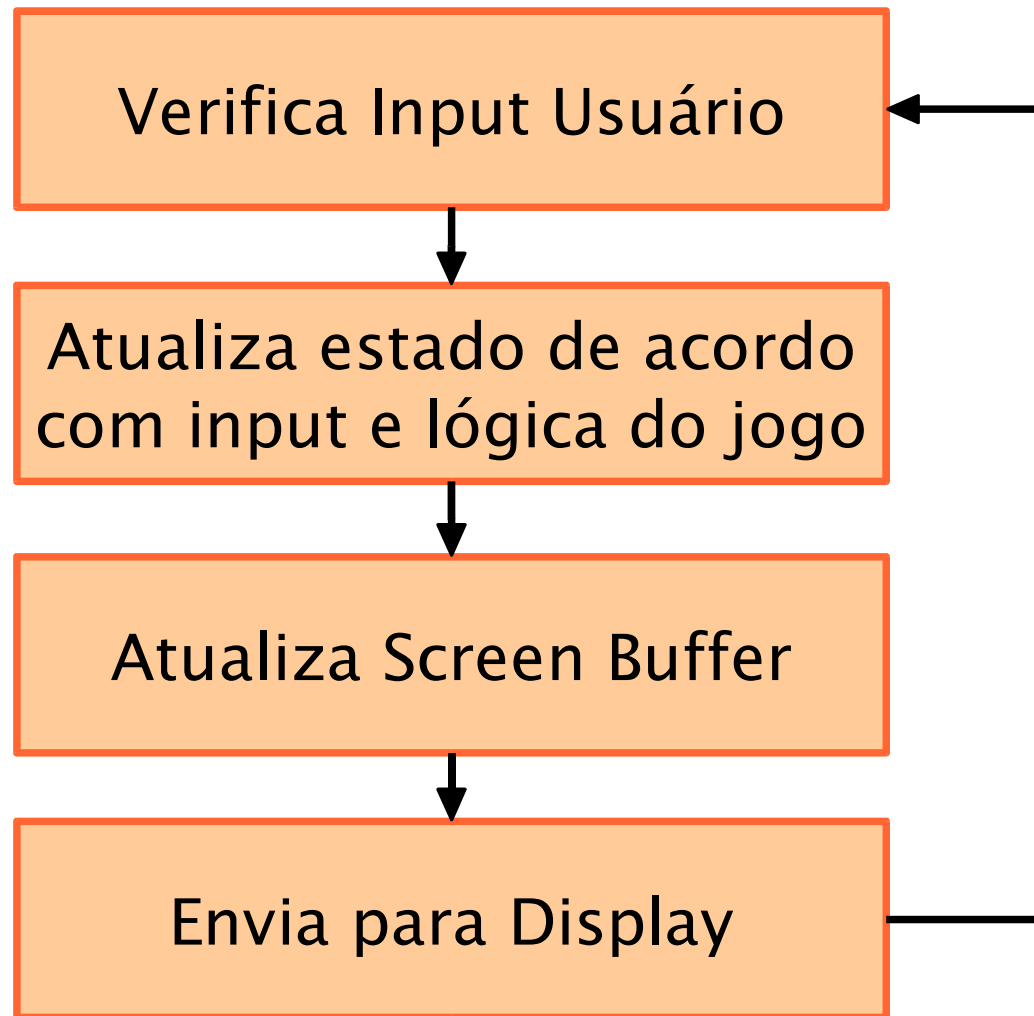 Verifica Input Usuário
Atualiza estado de acordo
com input e lógica do jogo
Atualiza Screen Buffer
Envia para Display